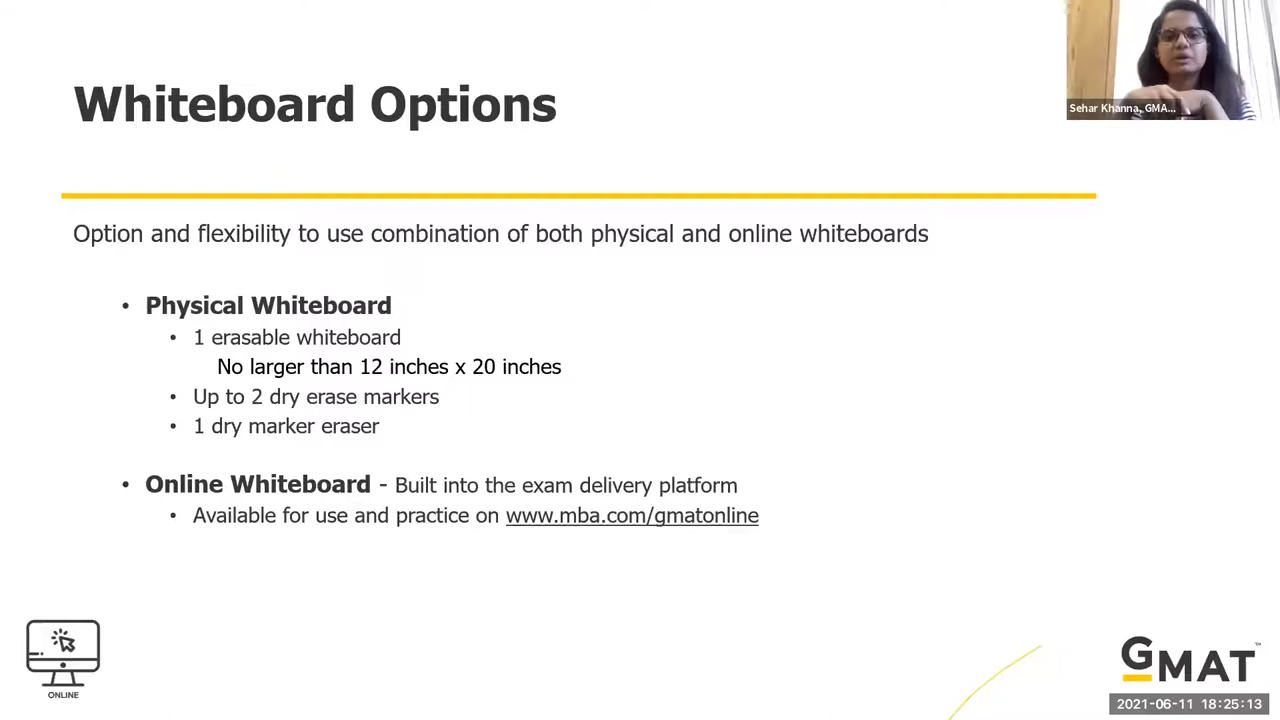 Whiteboard Options
Sehar Khanna, GMA...
Option and flexibility to use combination of both physical and online whiteboards
• Physical Whiteboard
• 1 erasable whiteboard
No larger than 12 inches x 20 inches
• Up to 2 dry erase markers
• 1 dry marker eraser
• Online Whiteboard - Built into the exam delivery platform
• Available for use and practice on www.mba.com/gmatonline
ONLINE
GMAT™
2021-06-11 18:25:13